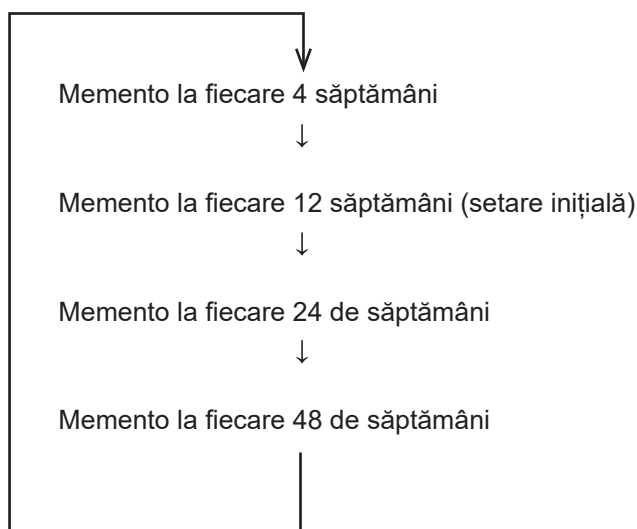 Memento la fiecare 4 săptămâni
↓
Memento la fiecare 12 săptămâni (setare inițială)
↓
Memento la fiecare 24 de săptămâni
↓
Memento la fiecare 48 de săptămâni